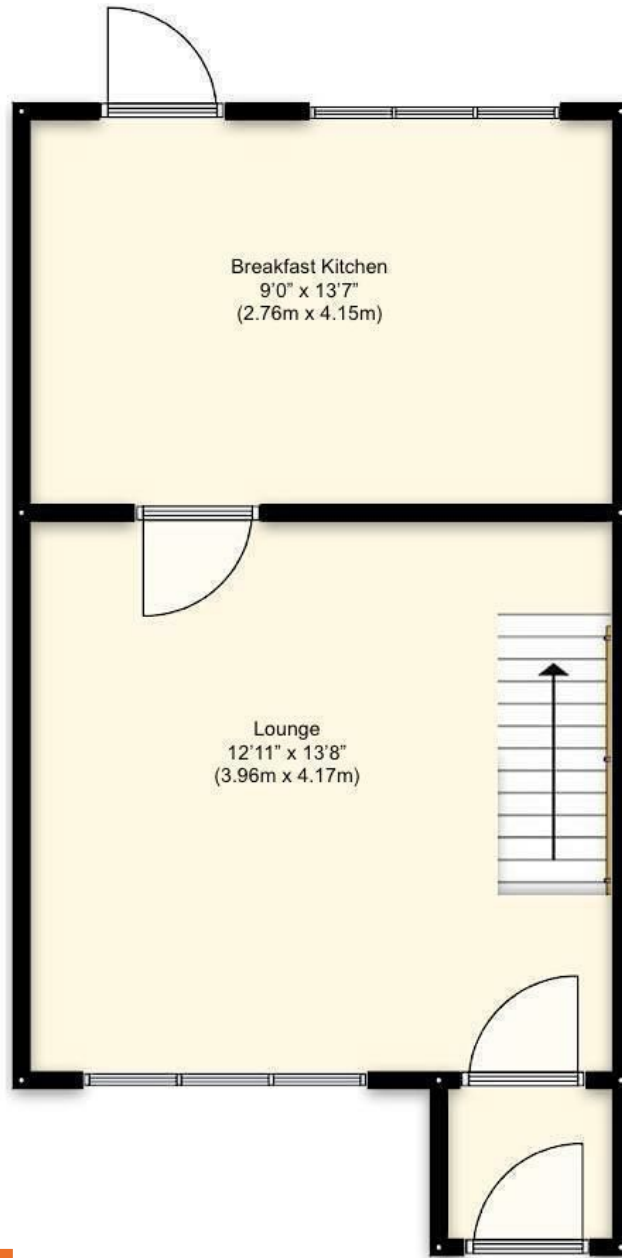 Breakfast Kitchen
9'0" x 13'7"
(2.76m x 4.15m)
Lounge
12'11" x 13'8"
(3.96m x 4.17m)